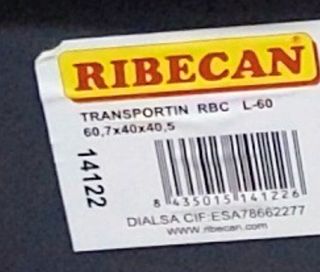 RIBECAN
TRANSPORTIN RBC L-60
60,7x40x40,5
14122
8 435015 141226
DIALSA CIF:ESA78662277
www.ribecan.com